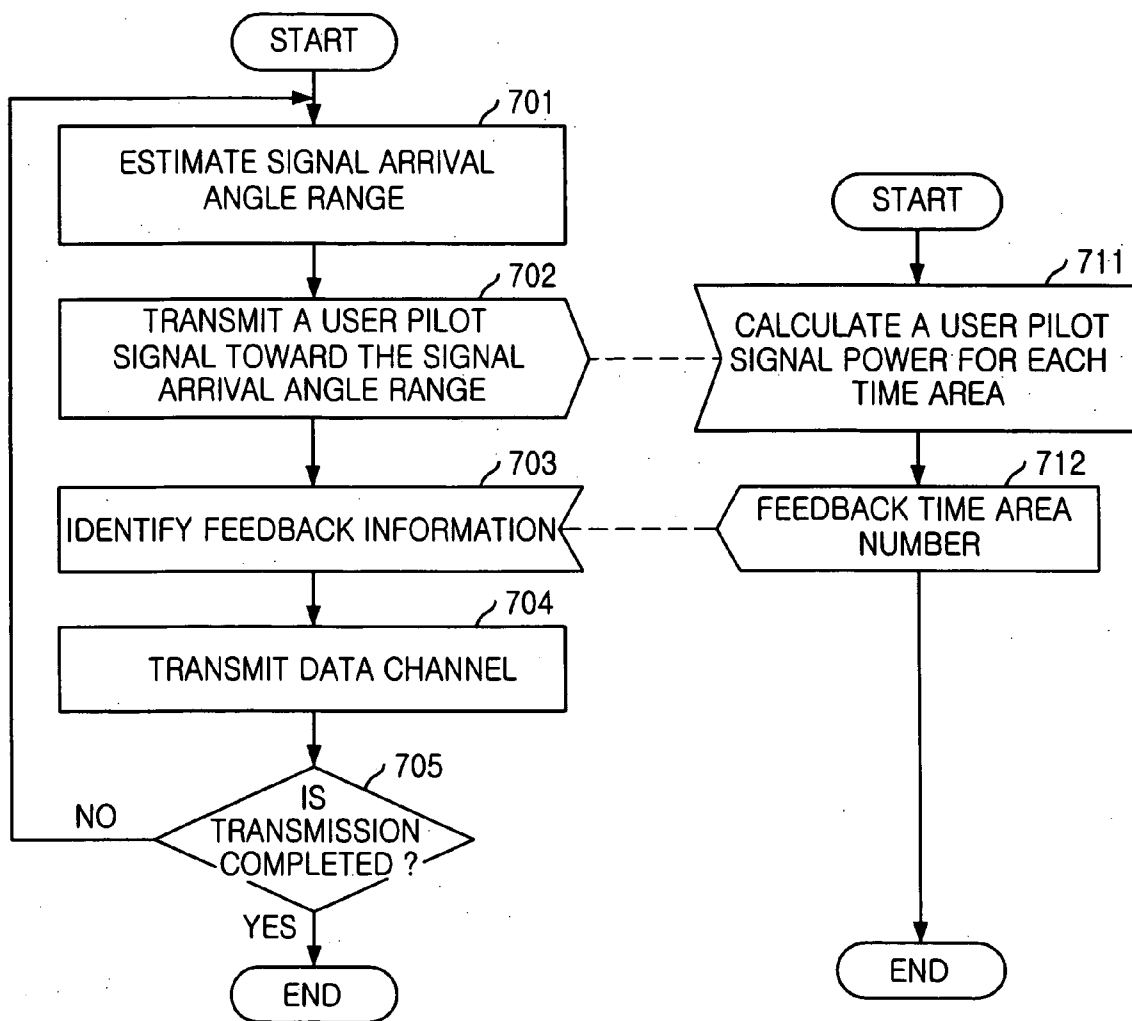 START
701
ESTIMATE SIGNAL ARRIVAL
ANGLE RANGE
702
TRANSMIT A USER PILOT
SIGNAL TOWARD THE SIGNAL
ARRIVAL ANGLE RANGE
703
IDENTIFY FEEDBACK INFORMATION
704
TRANSMIT DATA CHANNEL
705
IS
TRANSMISSION
COMPLETED ?
NO
YES
END
START
711
CALCULATE A USER PILOT
SIGNAL POWER FOR EACH
TIME AREA
712
FEEDBACK TIME AREA
NUMBER
END